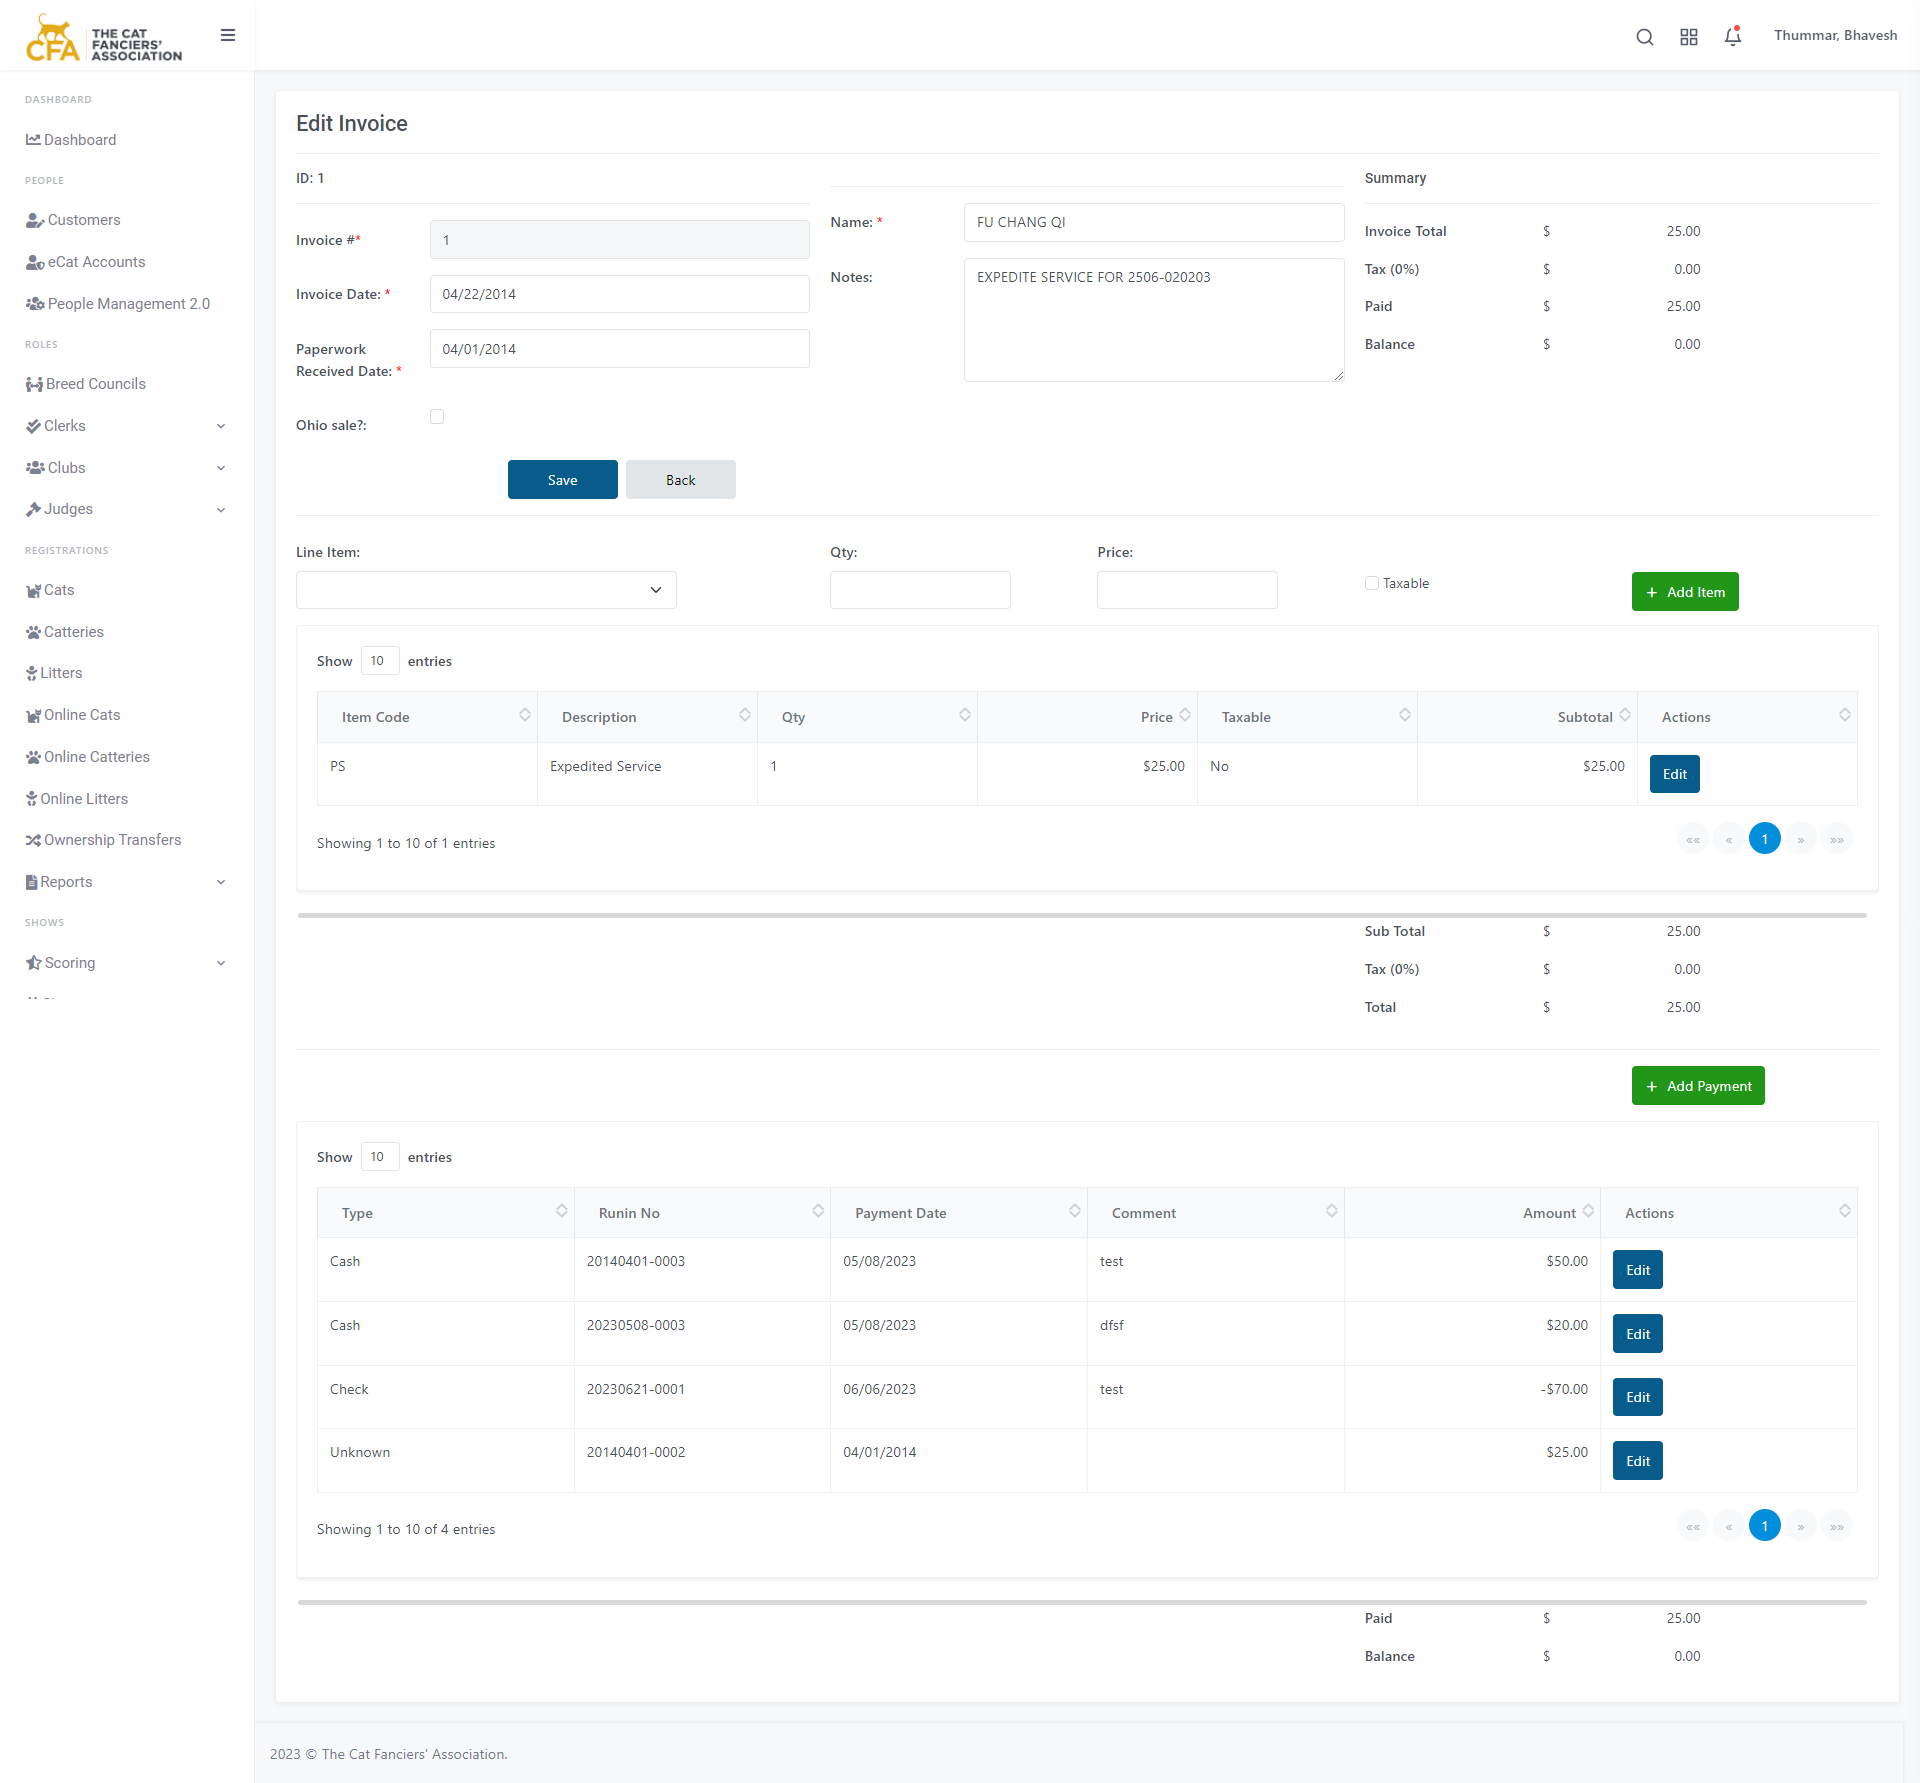 CFA THE CAT FANCIERS' ASSOCIATION
Thummar, Bhavesh
DASHBOARD
Dashboard
PEOPLE
Customers
eCat Accounts
People Management 2.0
ROLES
Breed Councils
Clerks
Clubs
Judges
REGISTRATIONS
Cats
Catteries
Litters
Online Cats
Online Catteries
Online Litters
Ownership Transfers
Reports
SHOWS
Scoring
Edit Invoice
ID: 1
Invoice #* 1
Invoice Date: * 04/22/2014
Paperwork Received Date: * 04/01/2014
Ohio sale?:
Name: * FU CHANG QI
Notes: EXPEDITE SERVICE FOR 2506-020203
Summary
Invoice Total $ 25.00
Tax (0%) $ 0.00
Paid $ 25.00
Balance $ 0.00
Save Back
Line Item: Qty: Price: Taxable + Add Item
Show 10 entries
Item Code Description Qty Price Taxable Subtotal Actions
PS Expedited Service 1 $25.00 No $25.00 Edit
Showing 1 to 10 of 1 entries «« « 1 » »»
Sub Total $ 25.00
Tax (0%) $ 0.00
Total $ 25.00
+ Add Payment
Show 10 entries
Type Runin No Payment Date Comment Amount Actions
Cash 20140401-0003 05/08/2023 test $50.00 Edit
Cash 20230508-0003 05/08/2023 dfsf $20.00 Edit
Check 20230621-0001 06/06/2023 test -$70.00 Edit
Unknown 20140401-0002 04/01/2014 $25.00 Edit
Showing 1 to 10 of 4 entries «« « 1 » »»
Paid $ 25.00
Balance $ 0.00
2023 © The Cat Fanciers' Association.